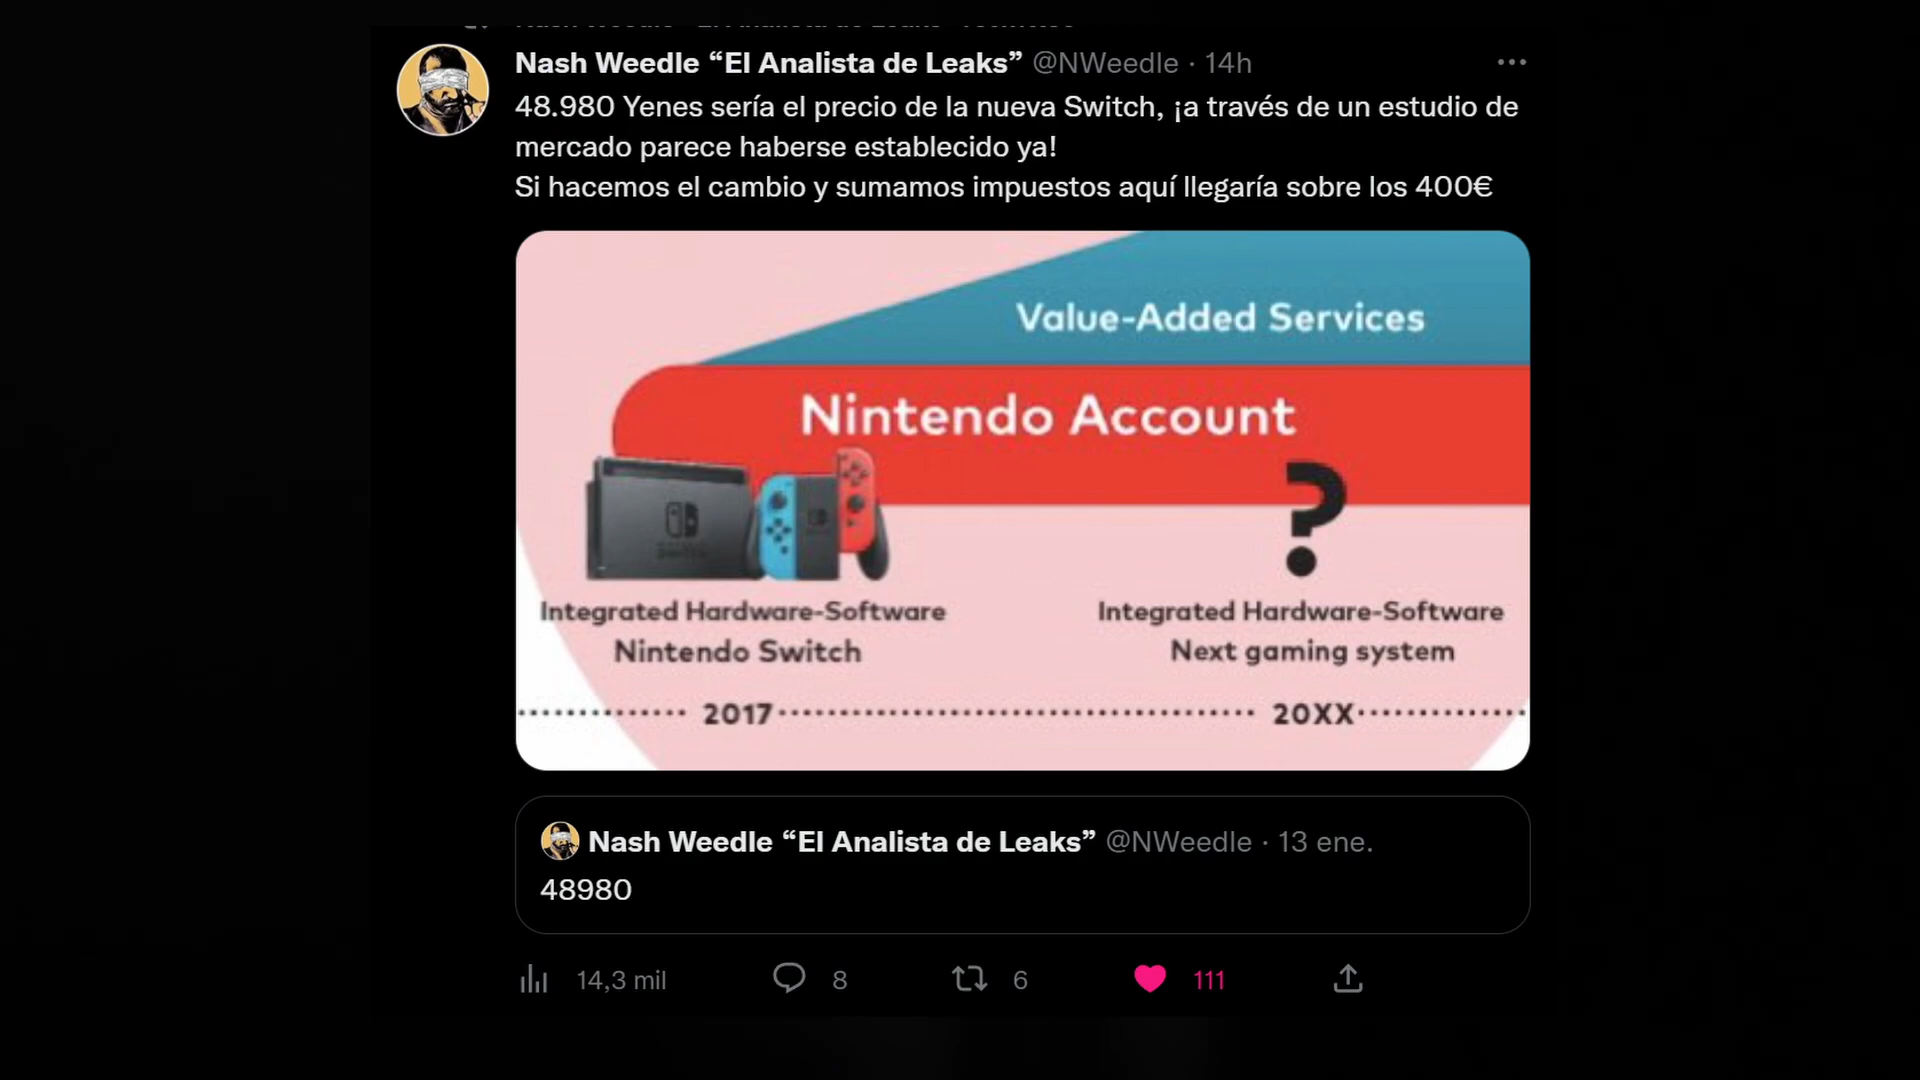 Nash Weedle “El Analista de Leaks” @NWeedle · 14h
48.980 Yenes sería el precio de la nueva Switch, ¡a través de un estudio de
mercado parece haberse establecido ya!
Si hacemos el cambio y sumamos impuestos aquí llegaría sobre los 400€
Value-Added Services
Nintendo Account
?
Integrated Hardware-Software
Nintendo Switch
Integrated Hardware-Software
Next gaming system
2017
20XX
Nash Weedle “El Analista de Leaks” @NWeedle · 13 ene.
48980
14,3 mil 8 6 111